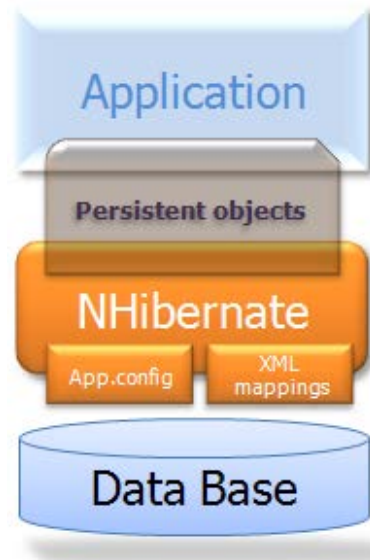 Application
Persistent objects
NHibernate
App.config
XML
mappings
Data Base